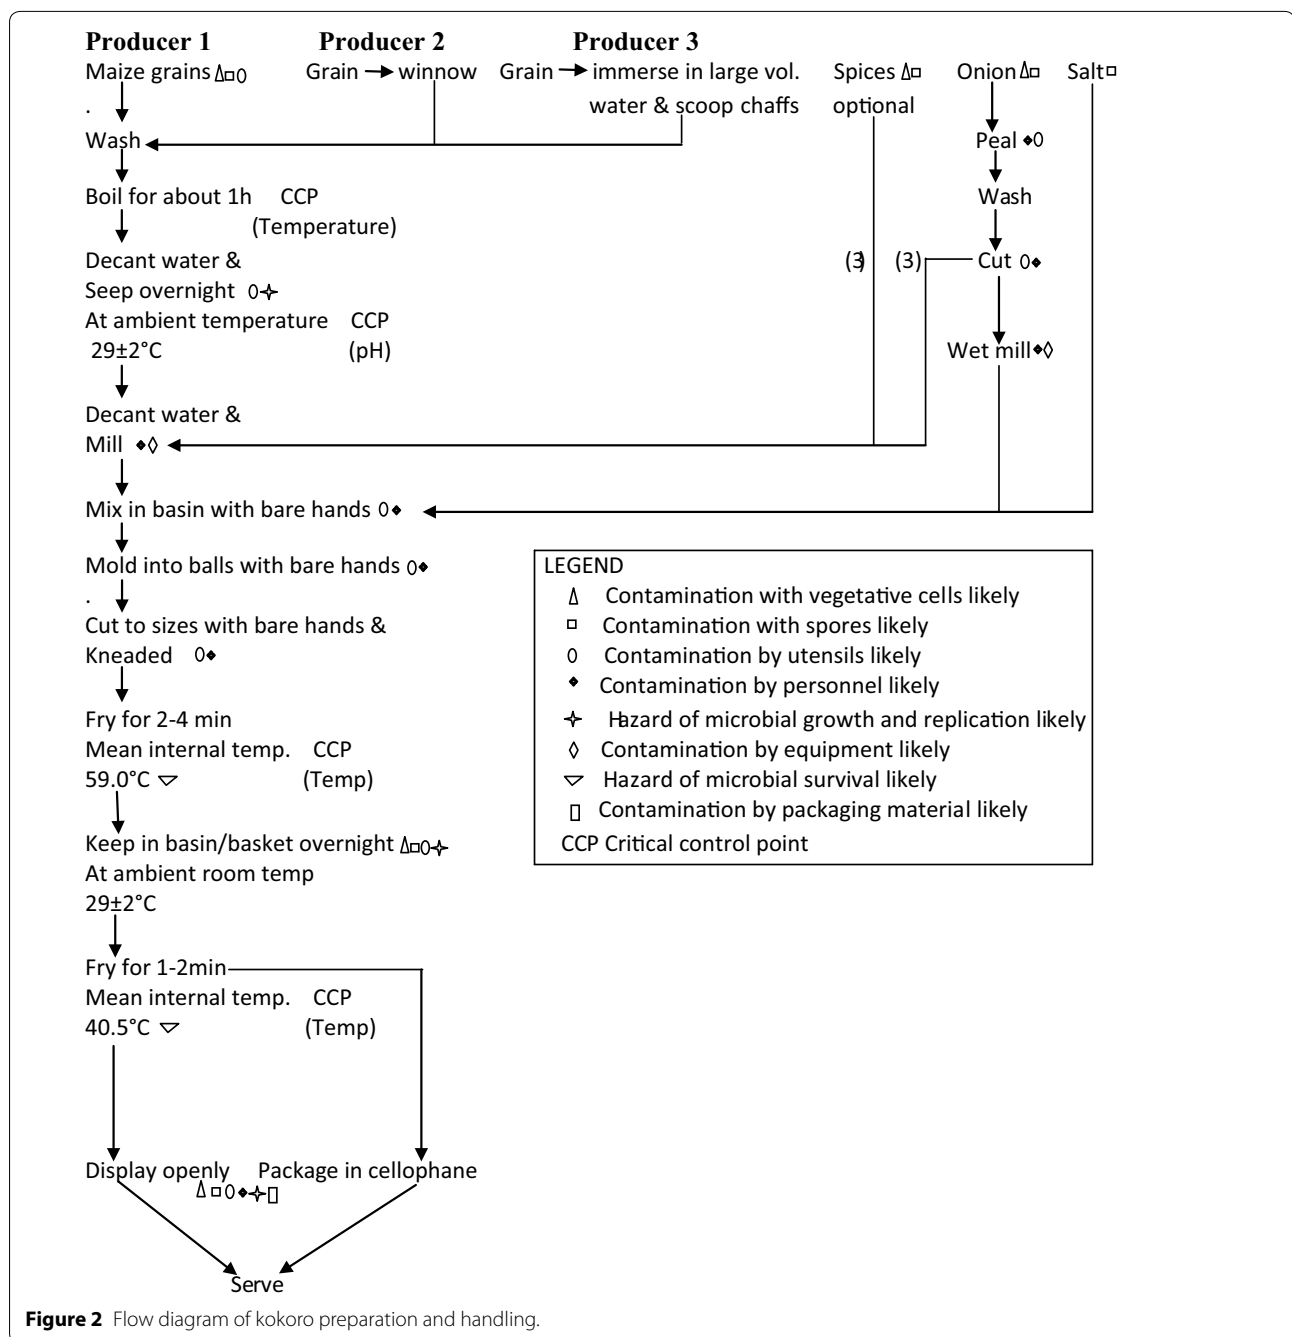 Producer 1 Producer 2 Producer 3
Maize grains Grain winnow Grain immerse in large vol. Spices Onion Salt
. water & scoop chaffs optional
Wash Peal
Boil for about 1h CCP Wash
(Temperature)
Decant water & (3) (3) Cut
Seep overnight
At ambient temperature CCP
29±2°C (pH) Wet mill
Decant water &
Mill
Mix in basin with bare hands
Mold into balls with bare hands
.
Cut to sizes with bare hands &
Kneaded
Fry for 2-4 min
Mean internal temp. CCP
59.0°C (Temp)
Keep in basin/basket overnight
At ambient room temp
29±2°C
Fry for 1-2min
Mean internal temp. CCP
40.5°C (Temp)
Display openly Package in cellophane
Serve
LEGEND
Contamination with vegetative cells likely
Contamination with spores likely
Contamination by utensils likely
Contamination by personnel likely
Hazard of microbial growth and replication likely
Contamination by equipment likely
Hazard of microbial survival likely
Contamination by packaging material likely
CCP Critical control point
Figure 2 Flow diagram of kokoro preparation and handling.